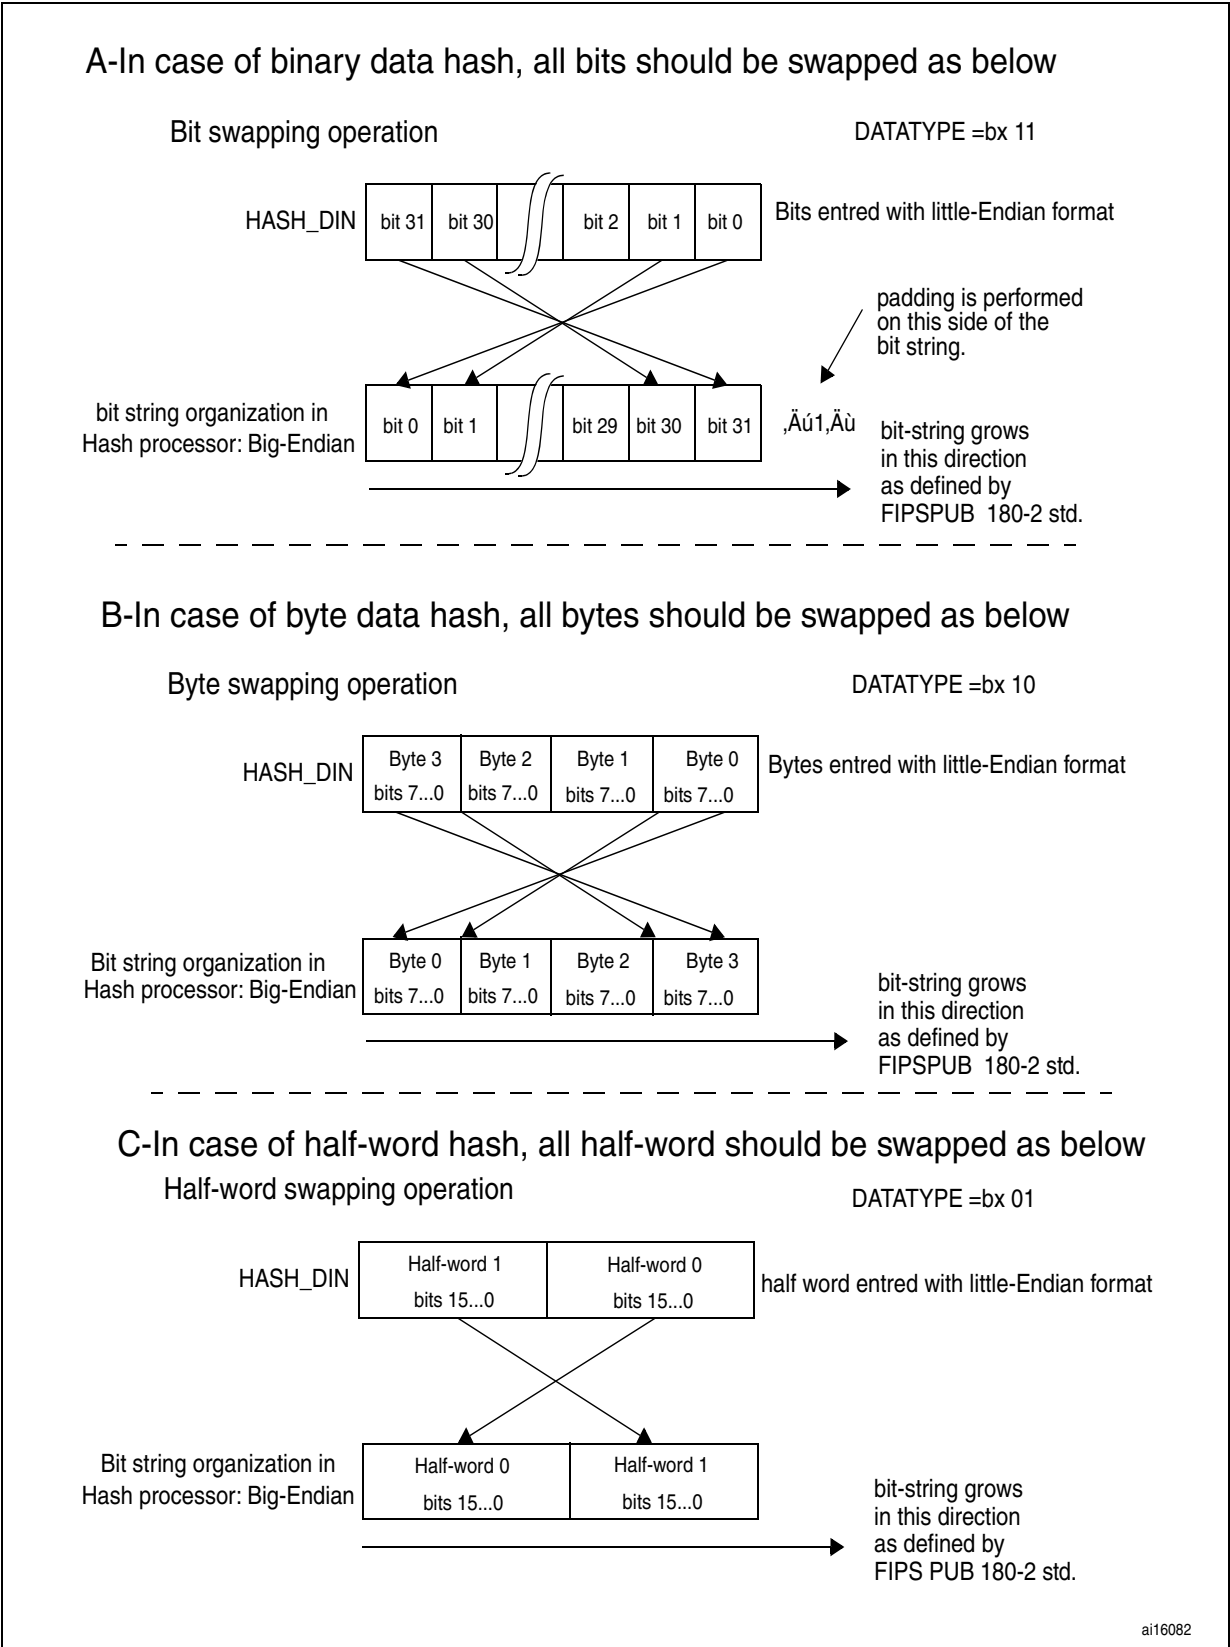 A-In case of binary data hash, all bits should be swapped as below
Bit swapping operation
DATATYPE =bx 11
HASH_DIN
bit 31
bit 30
bit 2
bit 1
bit 0
Bits entred with little-Endian format
padding is performed
on this side of the
bit string.
bit string organization in
Hash processor: Big-Endian
bit 0
bit 1
bit 29
bit 30
bit 31
‚Äú1‚Äù
bit-string grows
in this direction
as defined by
FIPSPUB 180-2 std.
B-In case of byte data hash, all bytes should be swapped as below
Byte swapping operation
DATATYPE =bx 10
HASH_DIN
Byte 3
bits 7...0
Byte 2
bits 7...0
Byte 1
bits 7...0
Byte 0
bits 7...0
Bytes entred with little-Endian format
Bit string organization in
Hash processor: Big-Endian
Byte 0
bits 7...0
Byte 1
bits 7...0
Byte 2
bits 7...0
Byte 3
bits 7...0
bit-string grows
in this direction
as defined by
FIPSPUB 180-2 std.
C-In case of half-word hash, all half-word should be swapped as below
Half-word swapping operation
DATATYPE =bx 01
HASH_DIN
Half-word 1
bits 15...0
Half-word 0
bits 15...0
half word entred with little-Endian format
Bit string organization in
Hash processor: Big-Endian
Half-word 0
bits 15...0
Half-word 1
bits 15...0
bit-string grows
in this direction
as defined by
FIPS PUB 180-2 std.
ai16082